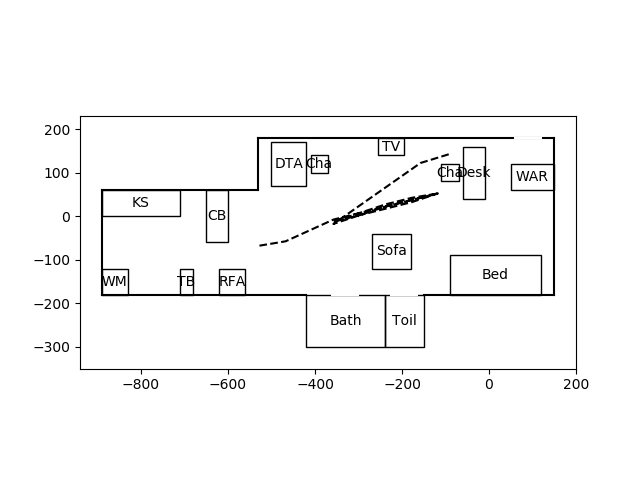 200
100
0
−100
−200
−300
KS
CB
DTA
Cha
TV
Cha
Desk
WAR
Sofa
WM
TB
RFA
Bed
Bath
Toil
−800
−600
−400
−200
0
200